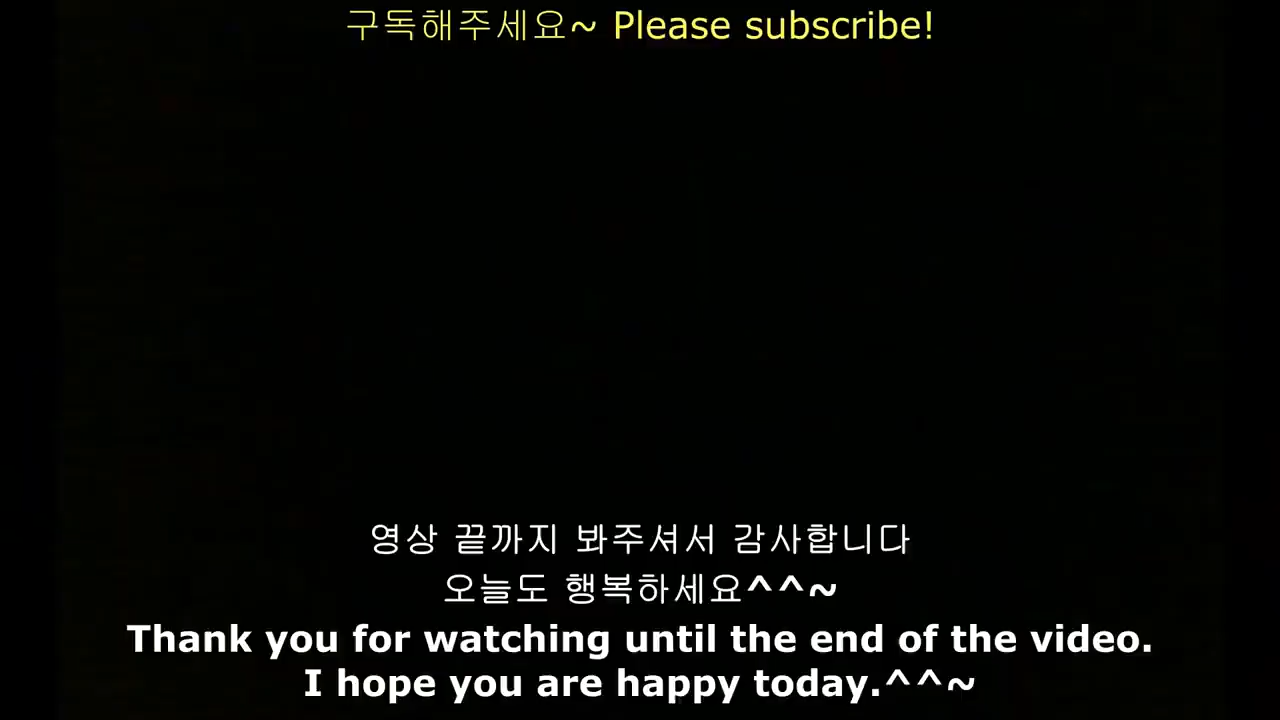 구독해주세요~ Please subscribe!
영상 끝까지 봐주셔서 감사합니다
오늘도 행복하세요^^~
Thank you for watching until the end of the video.
I hope you are happy today.^^~